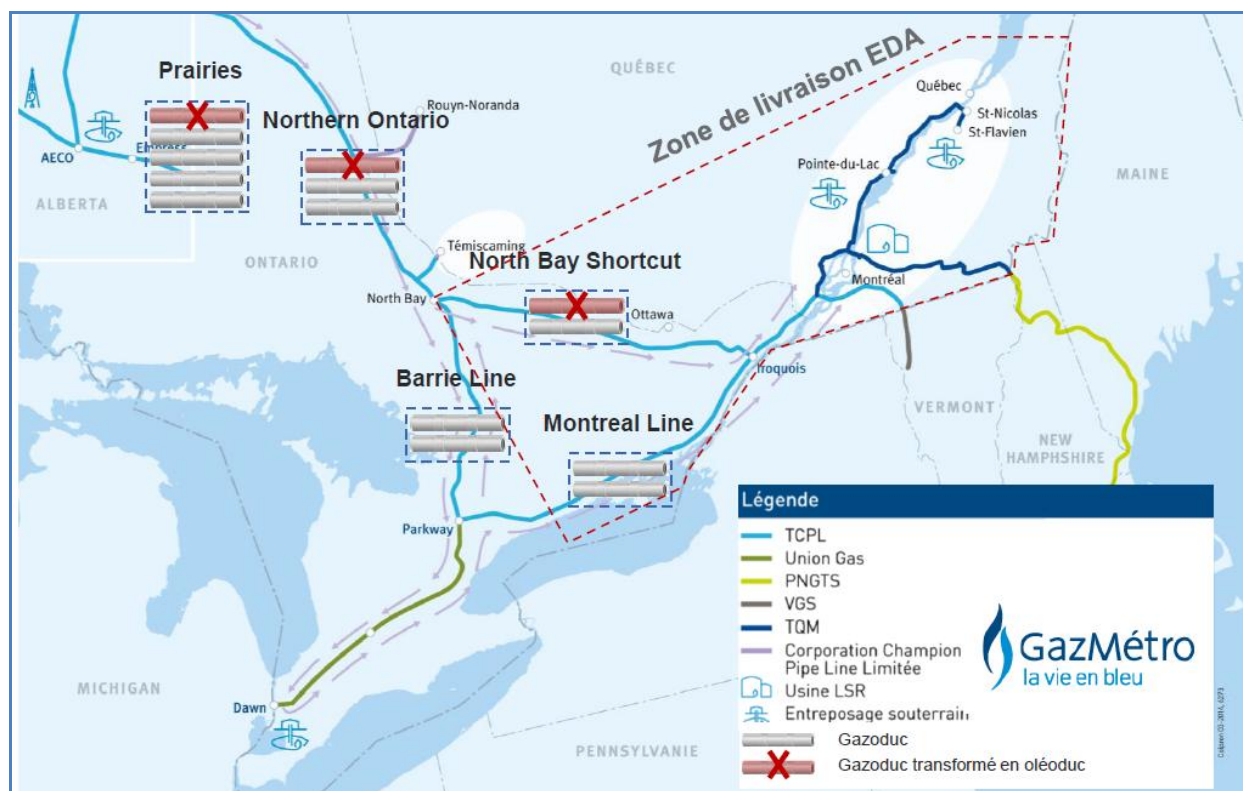 Zone de livraison EDA
QUÉBEC
Prairies
Québec
Rouyn-Noranda
St-Nicolas
Northern Ontario
St-Flavien
AECO
Empress
Pointe-du-Lac
MAINE
ALBERTA
Témiscaming
ONTARIO
North Bay Shortcut
Montréal
North Bay
Ottawa
Iroquois
Barrie Line
VERMONT
Montreal Line
NEW
HAMPHSHIRE
Parkway
MICHIGAN
Dawn
PENNSYLVANIE
Légende
TCPL
Union Gas
PNGTS
VGS
TQM
Corporation Champion
Pipe Line Limitée
Usine LSR
Entreposage souterrain
Gazoduc
Gazoduc transformé en oléoduc
GazMétro
la vie en bleu